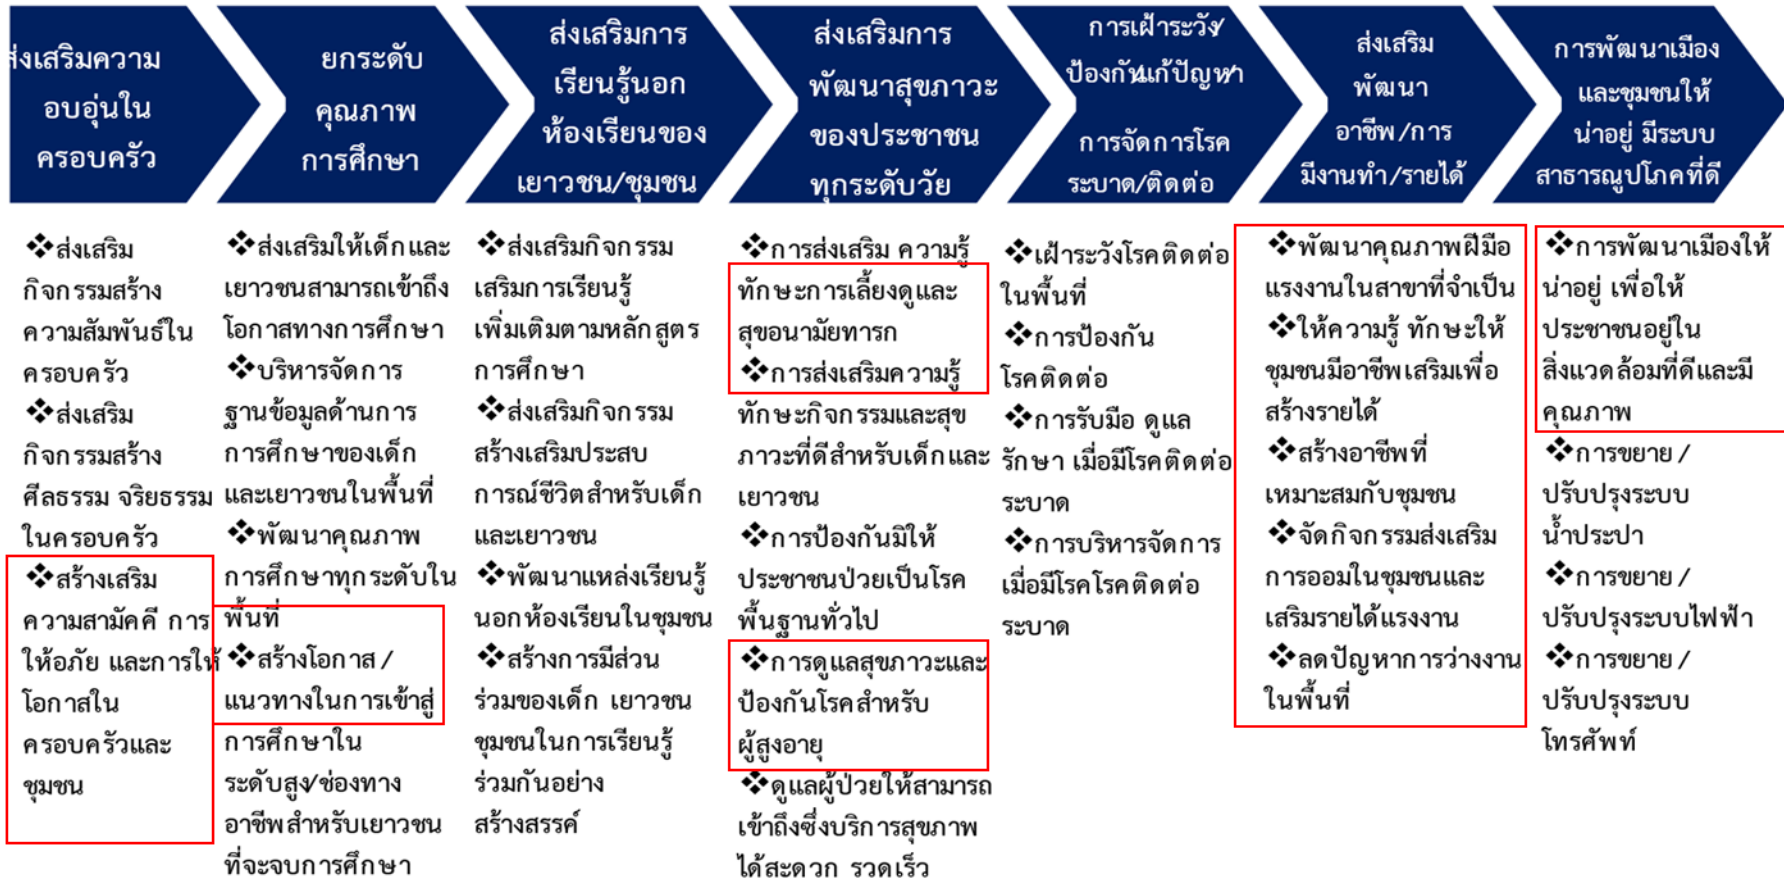 ส่งเสริมความ
อบอุ่นใน
ครอบครัว
ยกระดับ
คุณภาพ
การศึกษา
ส่งเสริมการ
เรียนรู้นอก
ห้องเรียนของ
เยาวชน/ชุมชน
ส่งเสริมการ
พัฒนาสุขภาวะ
ของประชาชน
ทุกระดับวัย
การเฝ้าระวัง/
ป้องกัน/แก้ปัญหา
การจัดการโรค
ระบาด/ติดต่อ
ส่งเสริม
พัฒนา
อาชีพ/การ
มีงานทำ/รายได้
การพัฒนาเมือง
และชุมชนให้
น่าอยู่ มีระบบ
สาธารณูปโภคที่ดี
❖ส่งเสริม
กิจกรรมสร้าง
ความสัมพันธ์ใน
ครอบครัว
❖ส่งเสริม
กิจกรรมสร้าง
ศีลธรรม จริยธรรม
ในครอบครัว
❖สร้างเสริม
ความสามัคคี การ
ให้อภัย และการให้
โอกาสใน
ครอบครัวและ
ชุมชน
❖ส่งเสริมให้เด็กและ
เยาวชนสามารถเข้าถึง
โอกาสทางการศึกษา
❖บริหารจัดการ
ฐานข้อมูลด้านการ
การศึกษาของเด็ก
และเยาวชนในพื้นที่
❖พัฒนาคุณภาพ
การศึกษาทุกระดับใน
พื้นที่
❖สร้างโอกาส/
แนวทางในการเข้าสู่
การศึกษาใน
ระดับสูง/ช่องทาง
อาชีพสำหรับเยาวชน
ที่จะจบการศึกษา
❖ส่งเสริมกิจกรรม
เสริมการเรียนรู้
เพิ่มเติมตามหลักสูตร
การศึกษา
❖ส่งเสริมกิจกรรม
สร้างเสริมประสบ
การณ์ชีวิตสำหรับเด็ก
และเยาวชน
❖พัฒนาแหล่งเรียนรู้
นอกห้องเรียนในชุมชน
❖สร้างการมีส่วน
ร่วมของเด็ก เยาวชน
ชุมชนในการเรียนรู้
ร่วมกันอย่าง
สร้างสรรค์
❖การส่งเสริม ความรู้
ทักษะการเลี้ยงดูและ
สุขอนามัยทารก
❖การส่งเสริมความรู้
ทักษะกิจกรรมและสุข
ภาวะที่ดีสำหรับเด็กและ
เยาวชน
❖การป้องกันมิให้
ประชาชนป่วยเป็นโรค
พื้นฐานทั่วไป
❖การดูแลสุขภาวะและ
ป้องกันโรคสำหรับ
ผู้สูงอายุ
❖ดูแลผู้ป่วยให้สามารถ
เข้าถึงซึ่งบริการสุขภาพ
ได้สะดวก รวดเร็ว
❖เฝ้าระวังโรคติดต่อ
ในพื้นที่
❖การป้องกัน
โรคติดต่อ
❖การรับมือ ดูแล
รักษา เมื่อมีโรคติดต่อ
ระบาด
❖การบริหารจัดการ
เมื่อมีโรคโรคติดต่อ
ระบาด
❖พัฒนาคุณภาพฝีมือ
แรงงานในสาขาที่จำเป็น
❖ให้ความรู้ ทักษะให้
ชุมชนมีอาชีพเสริมเพื่อ
สร้างรายได้
❖สร้างอาชีพที่
เหมาะสมกับชุมชน
❖จัดกิจกรรมส่งเสริม
การออมในชุมชนและ
เสริมรายได้แรงงาน
❖ลดปัญหาการว่างงาน
ในพื้นที่
❖การพัฒนาเมืองให้
น่าอยู่ เพื่อให้
ประชาชนอยู่ใน
สิ่งแวดล้อมที่ดีและมี
คุณภาพ
❖การขยาย/
ปรับปรุงระบบ
น้ำประปา
❖การขยาย/
ปรับปรุงระบบไฟฟ้า
❖การขยาย/
ปรับปรุงระบบ
โทรศัพท์